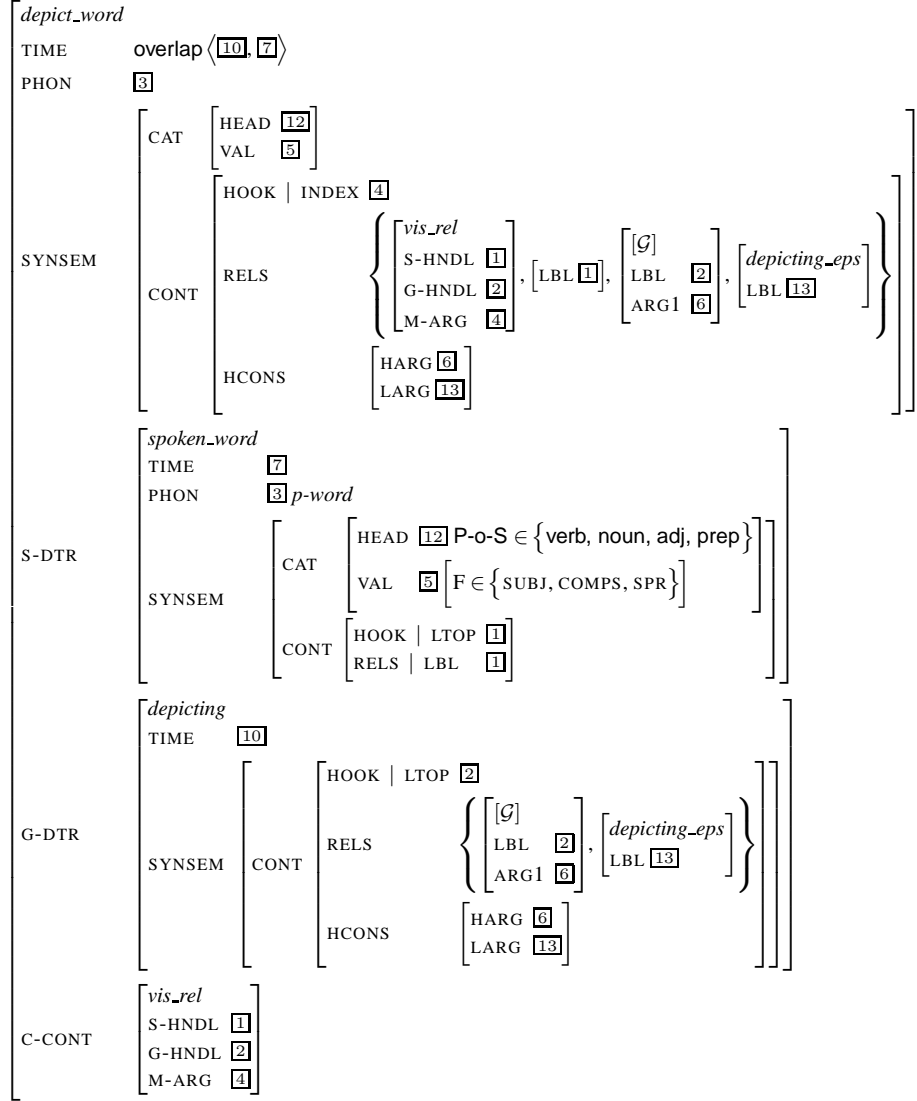 depict_word
TIME overlap ⟨10, 7⟩
PHON 3
CAT HEAD 12
VAL 5
HOOK | INDEX 4
vis_rel [G] depicting_eps
S-HNDL 1 , [LBL 1], LBL 2 , LBL 13
SYNSEM RELS G-HNDL 2 ARG1 6
CONT M-ARG 4
HCONS HARG 6
LARG 13
spoken_word
TIME 7
PHON 3 p-word
HEAD 12 P-o-S ∈ {verb, noun, adj, prep}
S-DTR CAT
VAL 5 [F ∈ {SUBJ, COMPS, SPR}]
SYNSEM
CONT HOOK | LTOP 1
RELS | LBL 1
depicting
TIME 10
HOOK | LTOP 2
[G]
G-DTR RELS LBL 2 , depicting_eps
SYNSEM CONT ARG1 6 LBL 13
HCONS HARG 6
LARG 13
vis_rel
S-HNDL 1
C-CONT G-HNDL 2
M-ARG 4